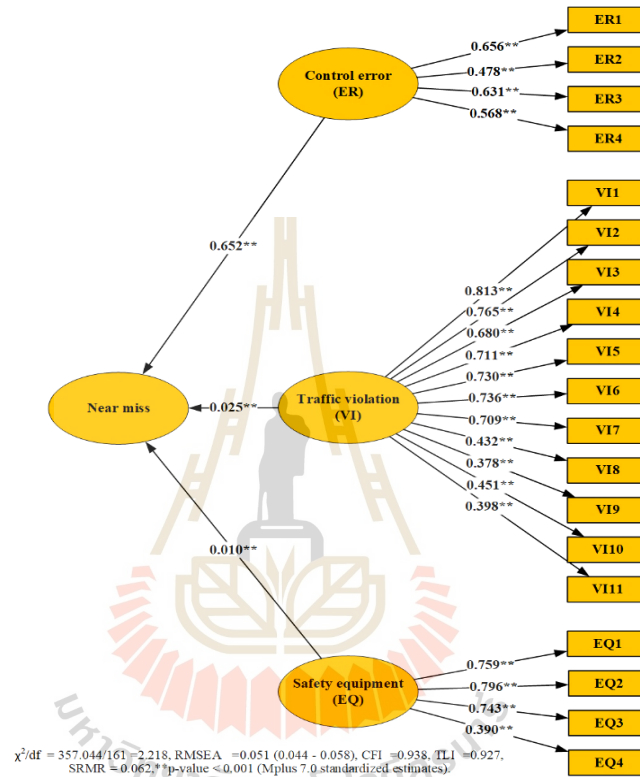 ER1
0.656**
ER2
Control error
(ER)
0.478**
0.631**
ER3
0.568**
ER4
VI1
VI2
0.652**
VI3
0.813**
0.765**
VI4
0.680**
0.711**
VI5
0.730**
Near miss
0.025**
Traffic violation
(VI)
0.736**
VI6
0.709**
VI7
0.432**
0.378**
VI8
0.451**
VI9
0.398**
VI10
0.010**
VI11
EQ1
0.759**
Safety equipment
(EQ)
0.796**
EQ2
0.743**
EQ3
0.390**
EQ4
χ²/df = 357.044/161 =2.218, RMSEA =0.051 (0.044 - 0.058), CFI =0.938, TLI =0.927,
SRMR = 0.062,**p-value < 0.001 (Mplus 7.0 standardized estimates).